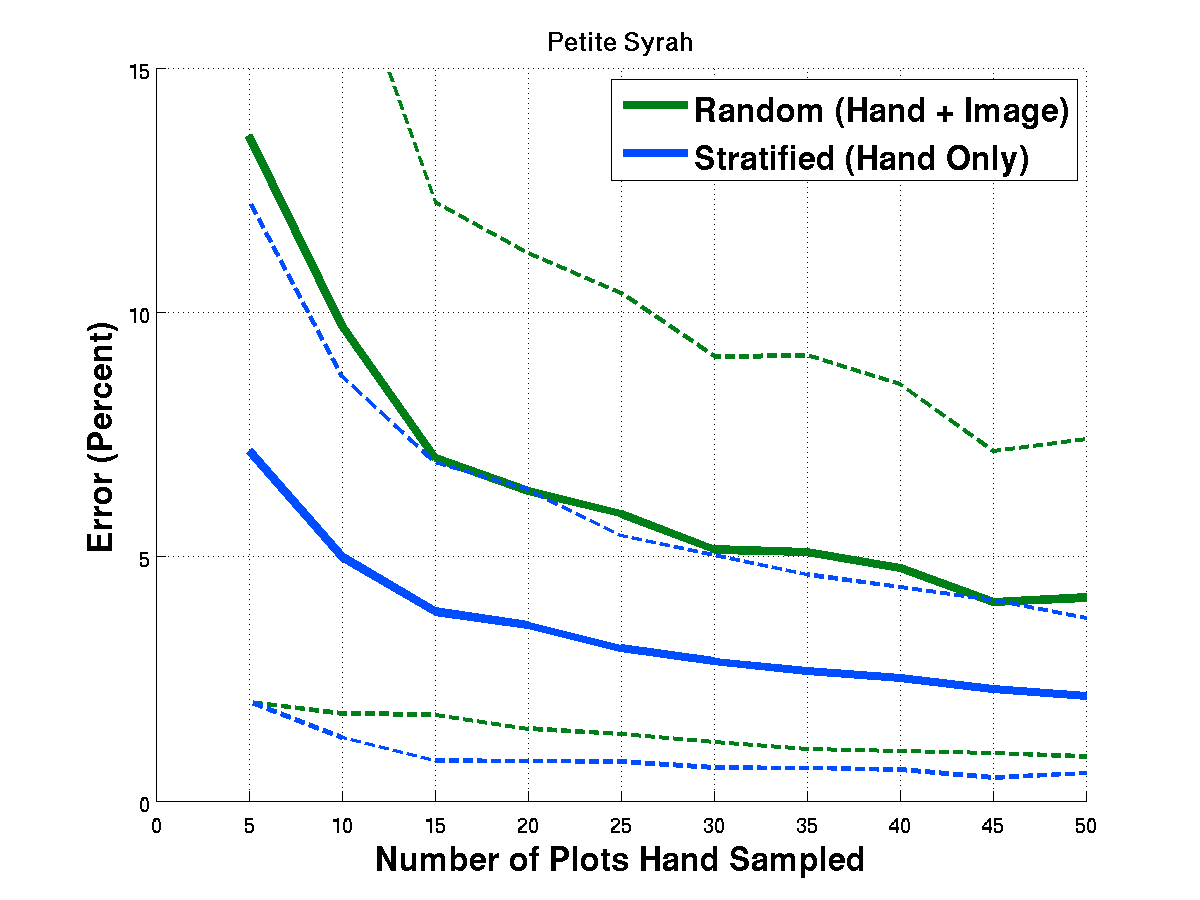 Petite Syrah
15
Random (Hand + Image)
Stratified (Hand Only)
10
5
0
Error (Percent)
0 5 10 15 20 25 30 35 40 45 50
Number of Plots Hand Sampled